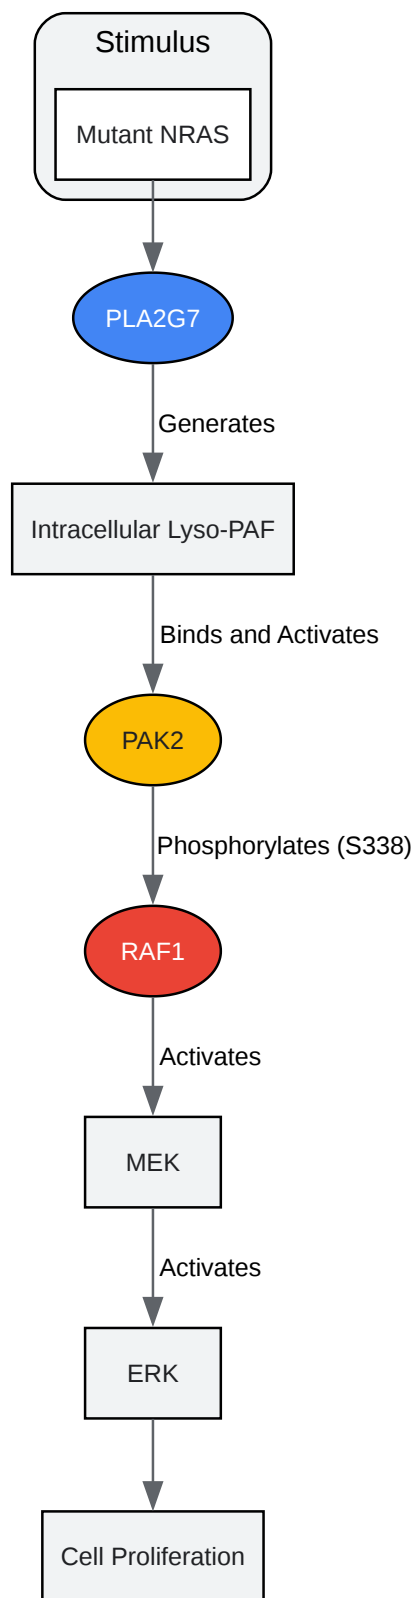 Stimulus
Mutant NRAS
PLA2G7
Generates
Intracellular Lyso-PAF
Binds and Activates
PAK2
Phosphorylates (S338)
RAF1
Activates
MEK
Activates
ERK
Cell Proliferation